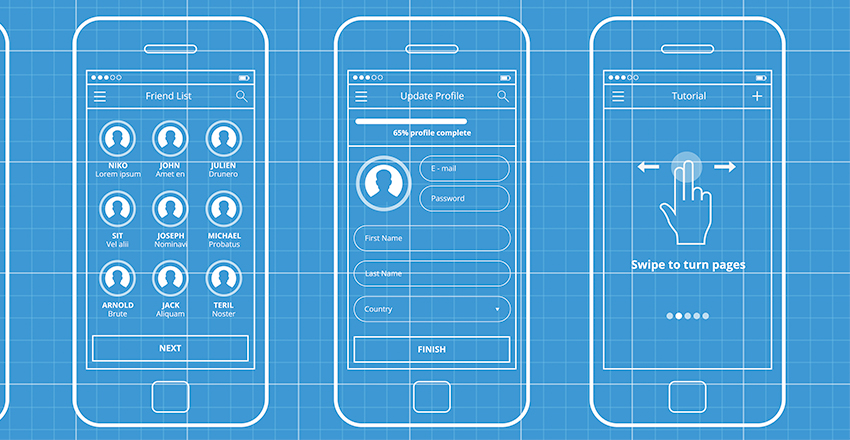 Friend List
NIKO JOHN JULIEN
Lorem ipsum Amet en Drunero
SIT JOSEPH MICHAEL
Vel alii Nominavi Probatus
ARNOLD JACK TERIL
Brute Aliquam Noster
NEXT
Update Profile
65% profile complete
E - mail
Password
First Name
Last Name
Country
FINISH
Tutorial
Swipe to turn pages